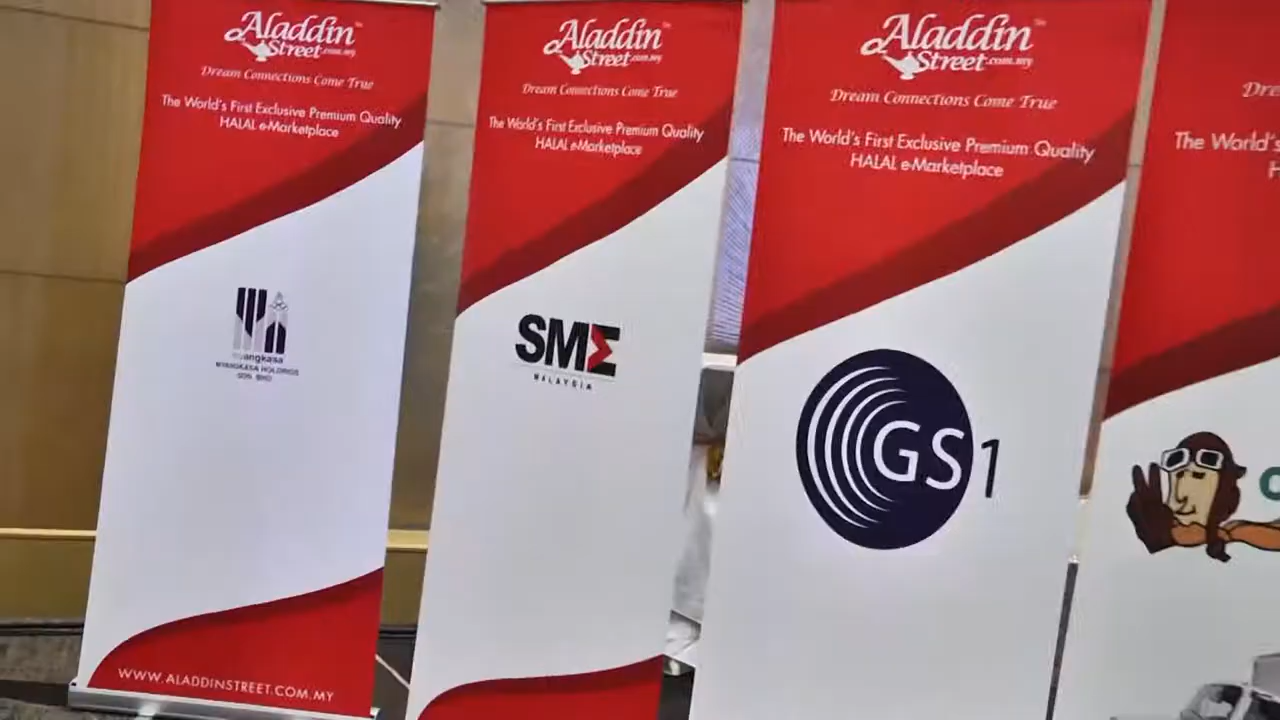 Aladdin
Street.com.my
Dream Connections Come True
The World's First Exclusive Premium Quality
HALAL e-Marketplace
HOLDINGS
SDN. BHD.
WWW.ALADDINSTREET.COM.MY
Aladdin
Street.com.my
Dream Connections Come True
The World's First Exclusive Premium Quality
HALAL e-Marketplace
SME
MALAYSIA
Aladdin
Street.com.my
Dream Connections Come True
The World's First Exclusive Premium Quality
HALAL e-Marketplace
GS1
The World's